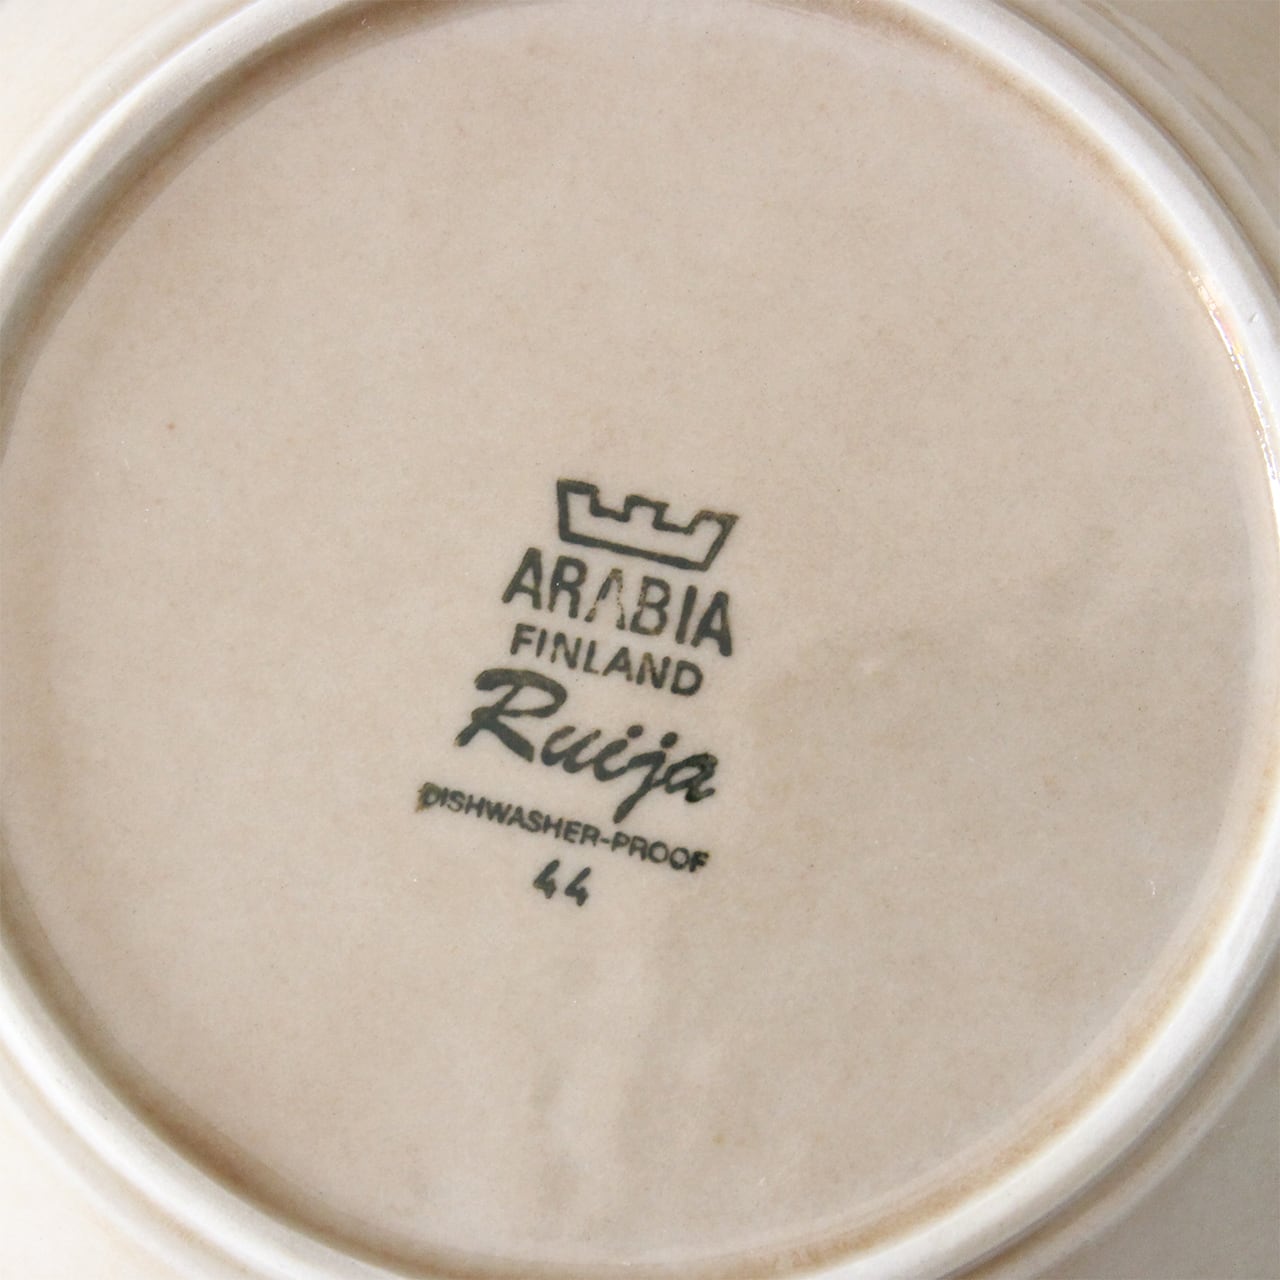 ARABIA
FINLAND
Ruija
DISHWASHER-PROOF
44